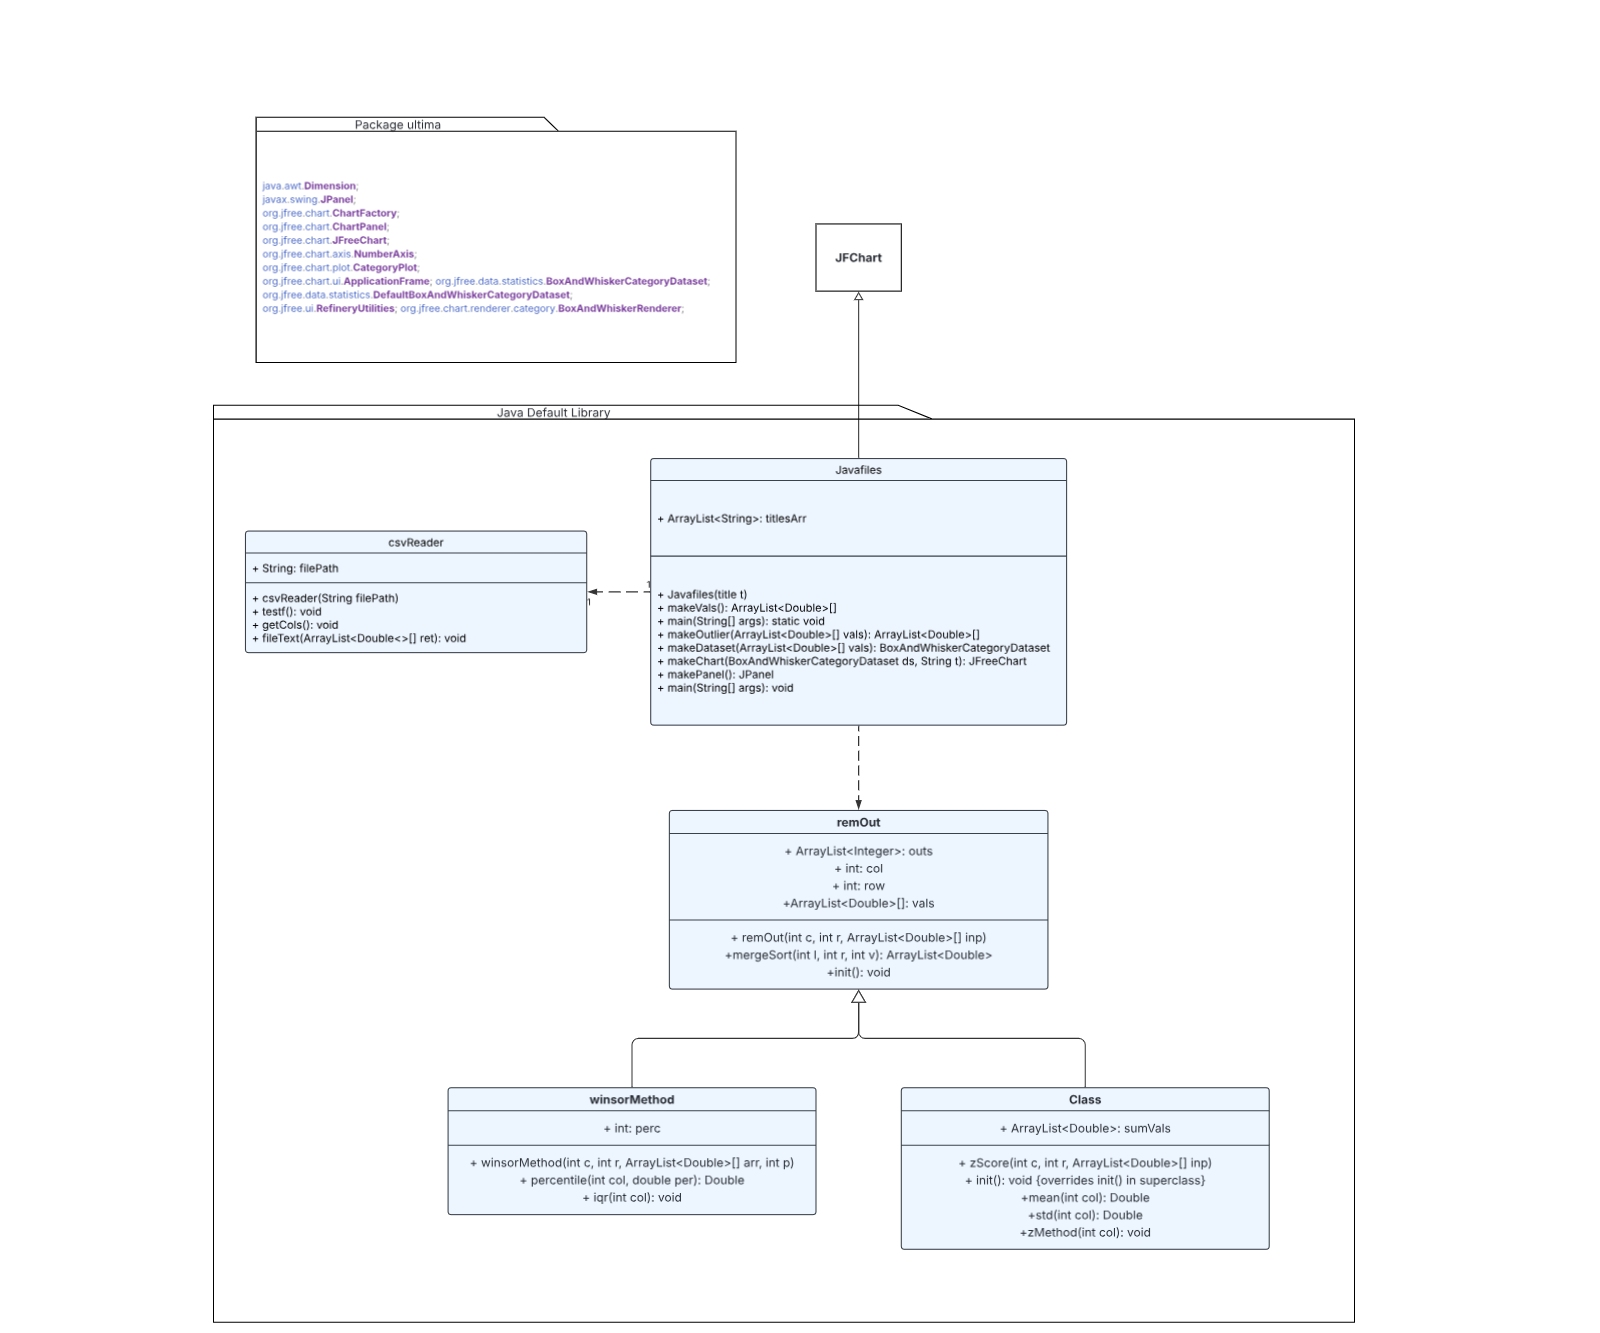 Package ultima
java.awt.Dimension;
javax.swing.JPanel;
org.jfree.chart.ChartFactory;
org.jfree.chart.ChartPanel;
org.jfree.chart.JFreeChart;
org.jfree.chart.axis.NumberAxis;
org.jfree.chart.plot.CategoryPlot;
org.jfree.chart.ui.ApplicationFrame; org.jfree.data.statistics.BoxAndWhiskerCategoryDataset;
org.jfree.data.statistics.DefaultBoxAndWhiskerCategoryDataset;
org.jfree.ui.RefineryUtilities; org.jfree.chart.renderer.category.BoxAndWhiskerRenderer;
JFChart
Java Default Library
Javafiles
+ ArrayList<String>: titlesArr
+ Javafiles(title t)
+ makeVals(): ArrayList<Double>[]
+ main(String[] args): static void
+ makeOutlier(ArrayList<Double>[] vals): ArrayList<Double>[]
+ makeDataset(ArrayList<Double>[] vals): BoxAndWhiskerCategoryDataset
+ makeChart(BoxAndWhiskerCategoryDataset ds, String t): JFreeChart
+ makePanel(): JPanel
+ main(String[] args): void
csvReader
+ String: filePath
+ csvReader(String filePath)
+ testf(): void
+ getCols(): void
+ fileText(ArrayList<Double<>[] ret): void
1
1
remOut
+ ArrayList<Integer>: outs
+ int: col
+ int: row
+ArrayList<Double>[]: vals
+ remOut(int c, int r, ArrayList<Double>[] inp)
+mergeSort(int l, int r, int v): ArrayList<Double>
+init(): void
winsorMethod
+ int: perc
+ winsorMethod(int c, int r, ArrayList<Double>[] arr, int p)
+ percentile(int col, double per): Double
+ iqr(int col): void
Class
+ ArrayList<Double>: sumVals
+ zScore(int c, int r, ArrayList<Double>[] inp)
+ init(): void {overrides init() in superclass}
+mean(int col): Double
+std(int col): Double
+zMethod(int col): void